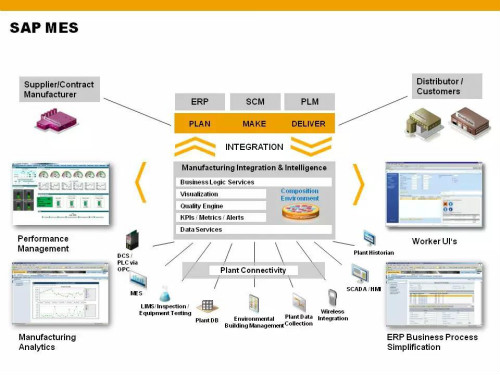 SAP MES
Supplier/Contract
Manufacturer
Distributor /
Customers
ERP
SCM
PLM
PLAN
MAKE
DELIVER
INTEGRATION
Manufacturing Integration & Intelligence
Business Logic Services
Visualization
Quality Engine
KPIs / Metrics / Alerts
Data Services
Composition
Environment
Performance
Management
Worker UI's
DCS /
PLC via
OPC
Plant Historian
Plant Connectivity
MES
SCADA / HMI
LIMS/ Inspection /
Equipment Testing
Plant DB
Environmental
Building Management
Plant Data
Collection
Wireless
Integration
Manufacturing
Analytics
ERP Business Process
Simplification